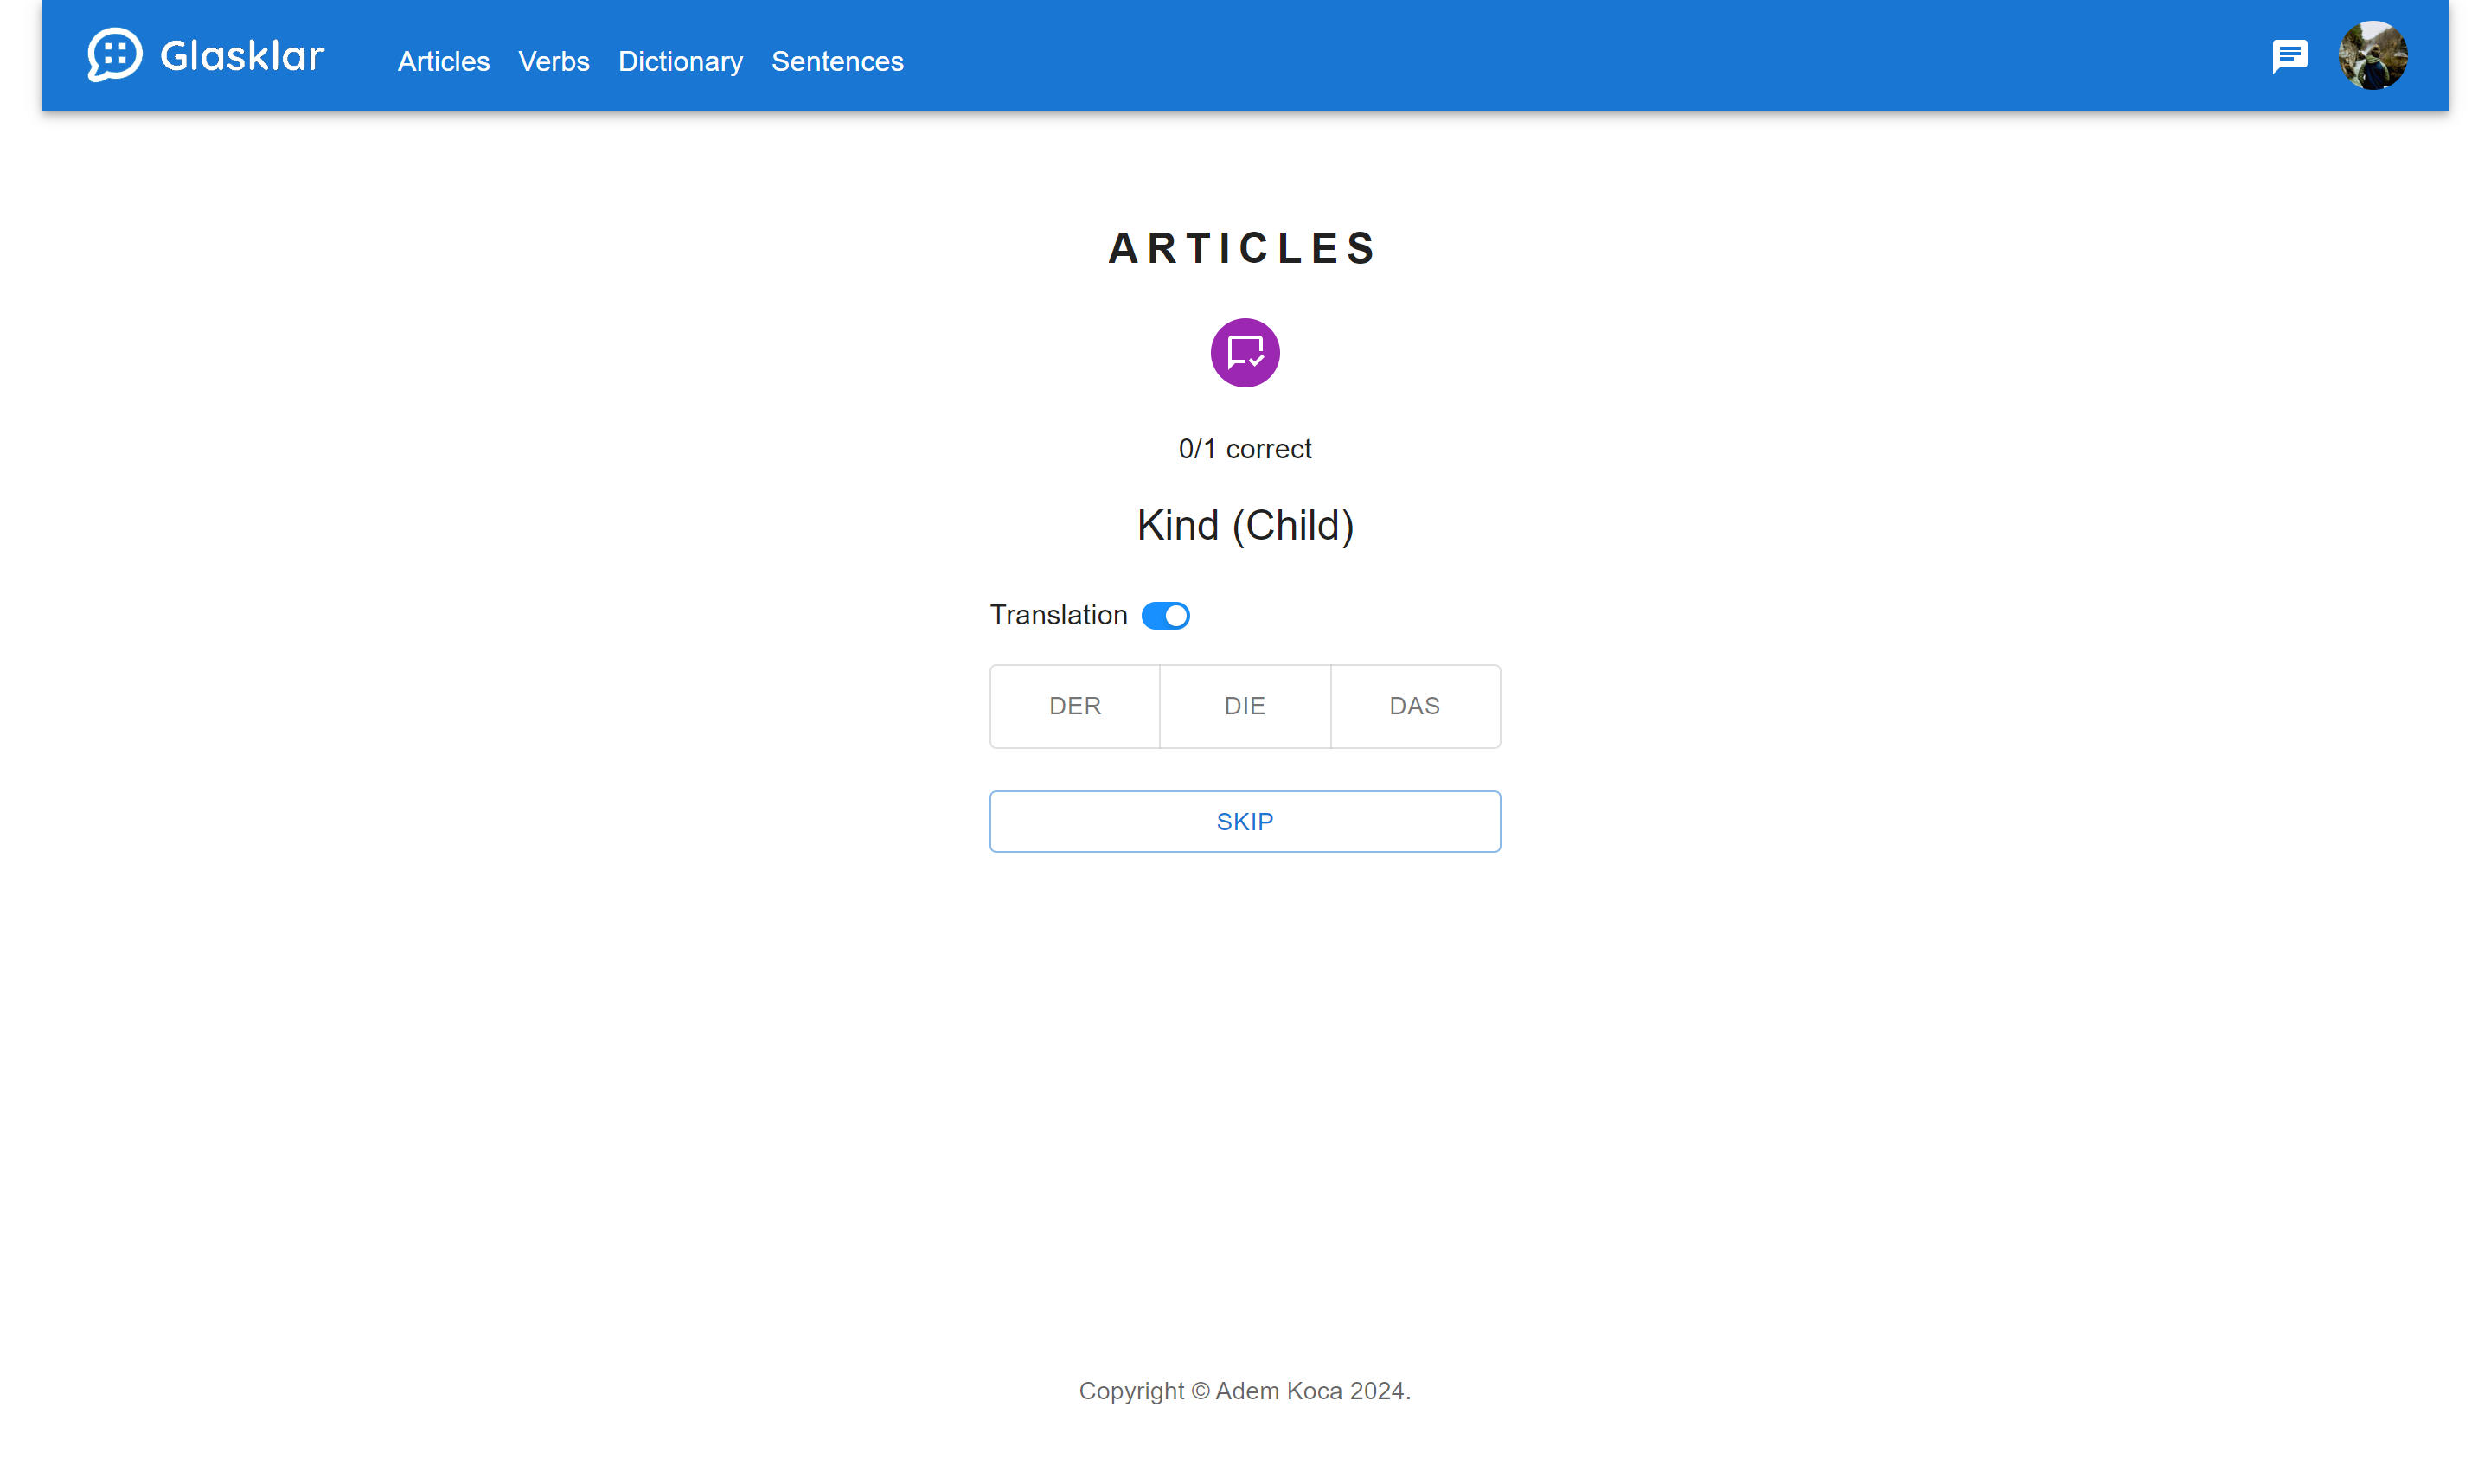 Glasklar
Articles Verbs Dictionary Sentences
ARTICLES
0/1 correct
Kind (Child)
Translation
DER DIE DAS
SKIP
Copyright © Adem Koca 2024.